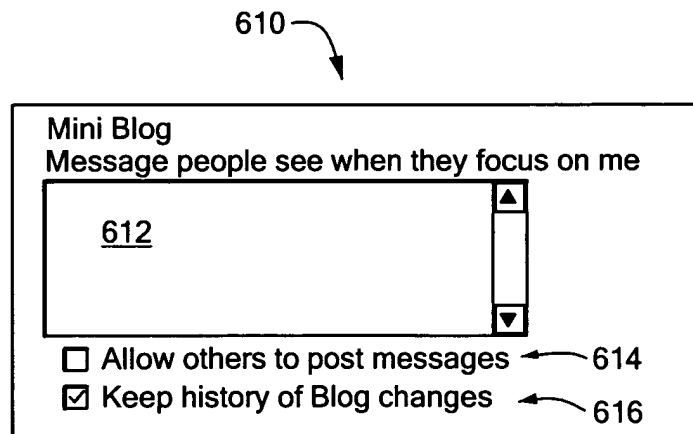 610
Mini Blog
Message people see when they focus on me
612
Allow others to post messages 614
Keep history of Blog changes 616